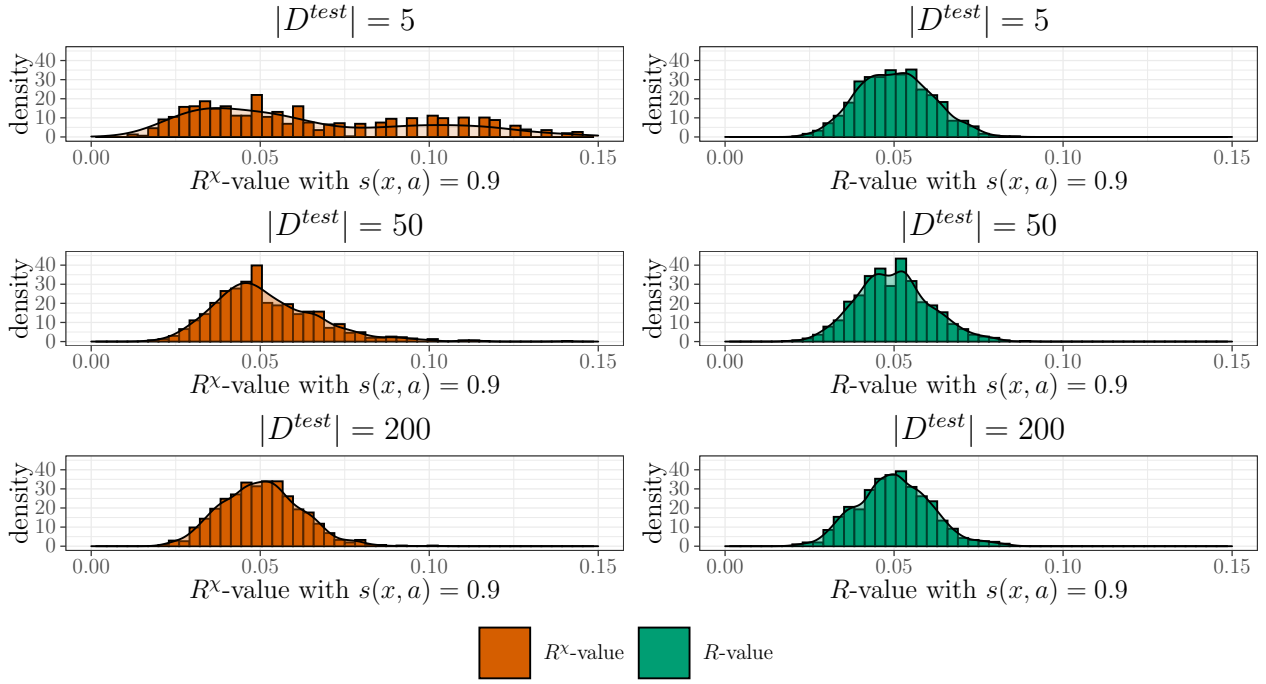 |D^{test}| = 5
density
40
30
20
10
0
0.00 0.05 0.10 0.15
R^χ-value with s(x, a) = 0.9
|D^{test}| = 5
density
40
30
20
10
0
0.00 0.05 0.10 0.15
R-value with s(x, a) = 0.9
|D^{test}| = 50
density
40
30
20
10
0
0.00 0.05 0.10 0.15
R^χ-value with s(x, a) = 0.9
|D^{test}| = 50
density
40
30
20
10
0
0.00 0.05 0.10 0.15
R-value with s(x, a) = 0.9
|D^{test}| = 200
density
40
30
20
10
0
0.00 0.05 0.10 0.15
R^χ-value with s(x, a) = 0.9
|D^{test}| = 200
density
40
30
20
10
0
0.00 0.05 0.10 0.15
R-value with s(x, a) = 0.9
R^χ-value R-value